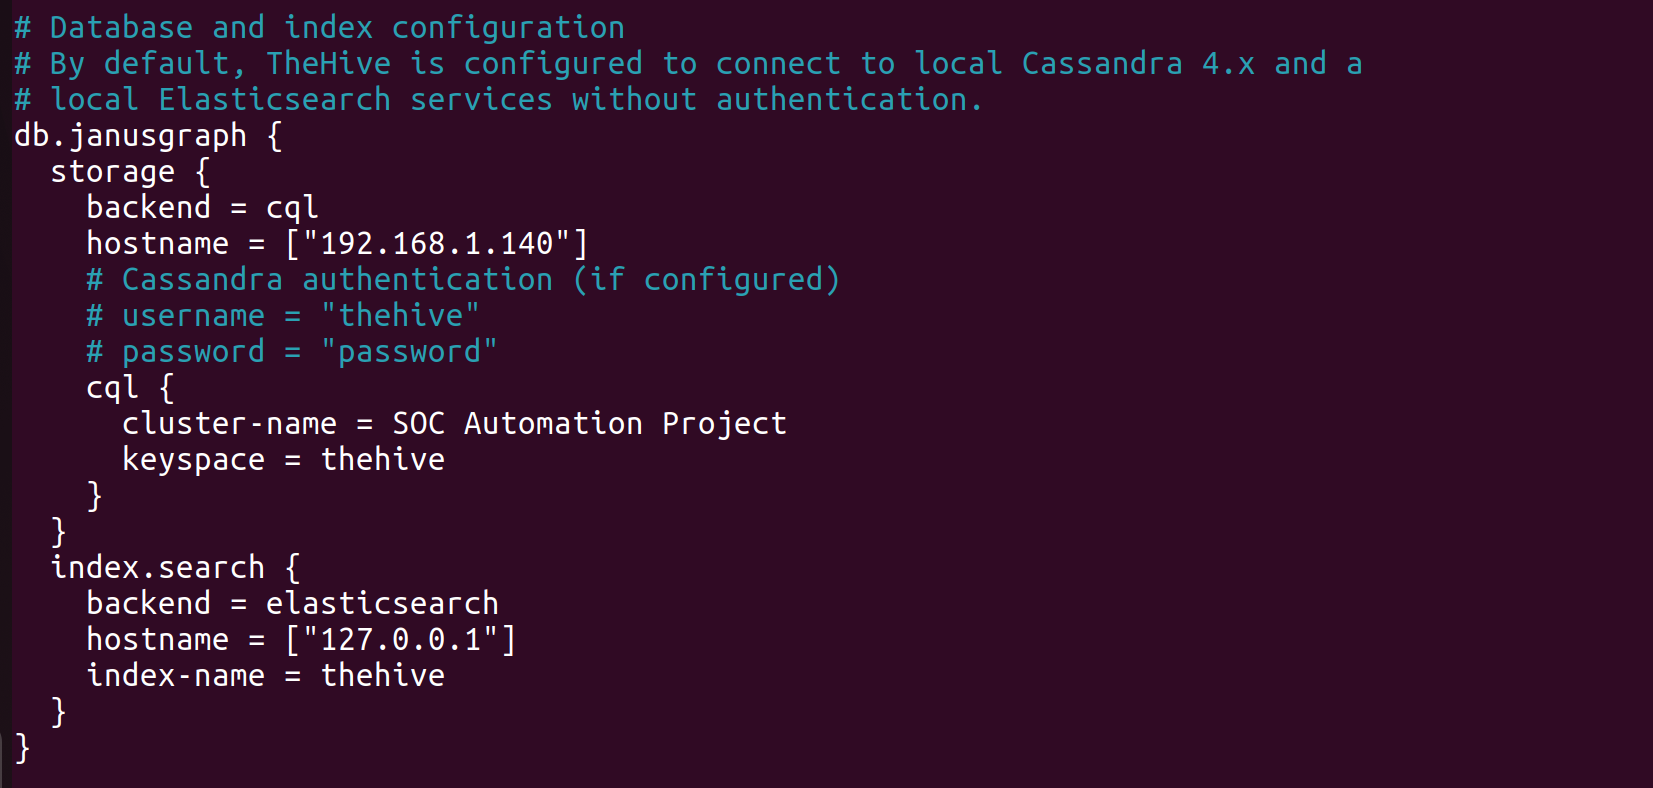 # Database and index configuration
# By default, TheHive is configured to connect to local Cassandra 4.x and a
# local Elasticsearch services without authentication.
db.janusgraph {
  storage {
    backend = cql
    hostname = ["192.168.1.140"]
    # Cassandra authentication (if configured)
    # username = "thehive"
    # password = "password"
    cql {
      cluster-name = SOC Automation Project
      keyspace = thehive
    }
  }
  index.search {
    backend = elasticsearch
    hostname = ["127.0.0.1"]
    index-name = thehive
  }
}